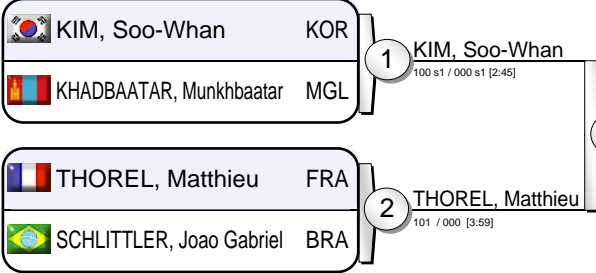 KIM, Soo-Whan KOR
KHADBAATAR, Munkhbaatar MGL
1
KIM, Soo-Whan
100 s1 / 000 s1 [2:45]
THOREL, Matthieu FRA
SCHLITTLER, Joao Gabriel BRA
2
THOREL, Matthieu
101 / 000 [3:59]